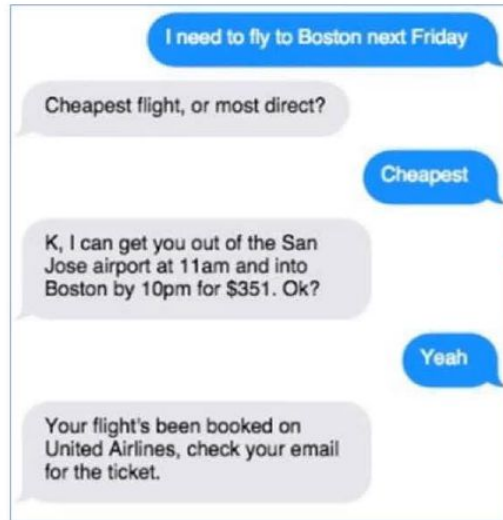 I need to fly to Boston next Friday
Cheapest flight, or most direct?
Cheapest
K, I can get you out of the San
Jose airport at 11am and into
Boston by 10pm for $351. Ok?
Yeah
Your flight's been booked on
United Airlines, check your email
for the ticket.